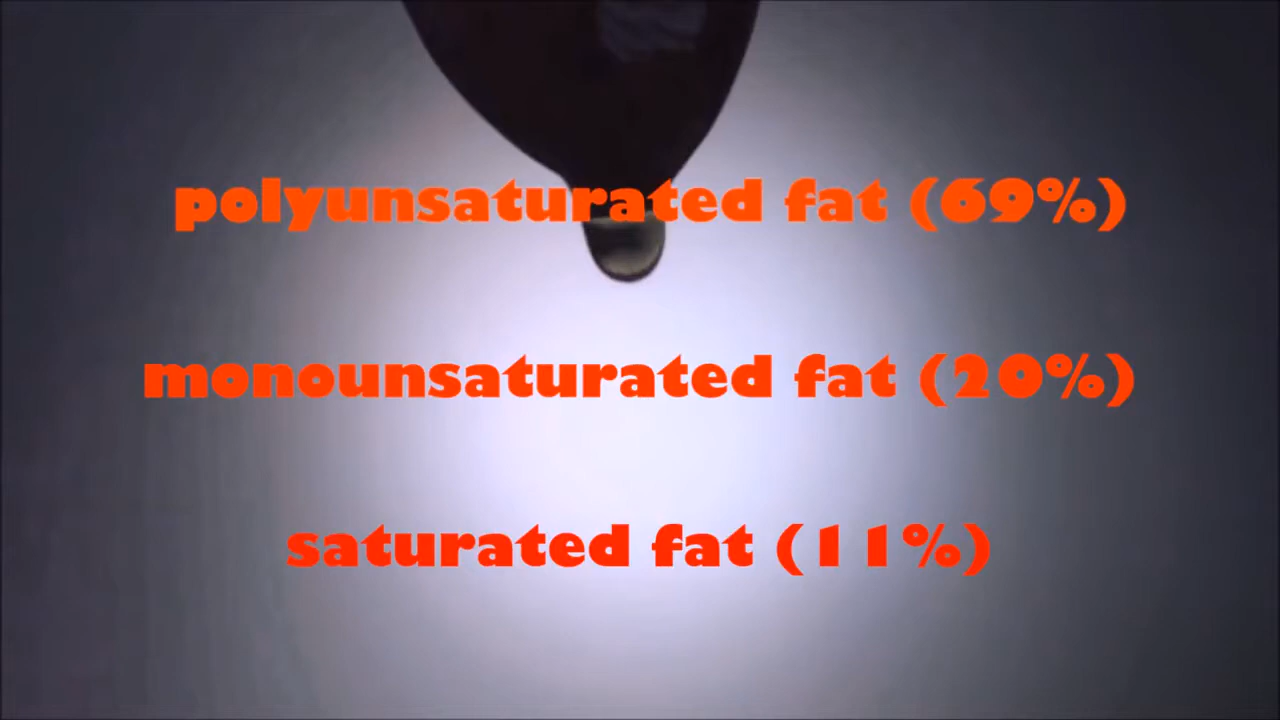 polyunsaturated fat (69%)
monounsaturated fat (20%)
saturated fat (11%)